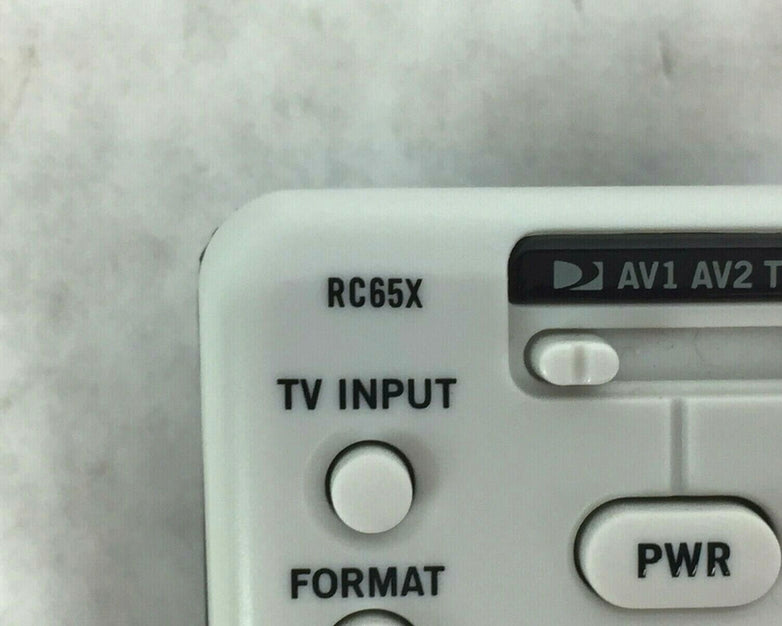 RC65X
AV1 AV2
TV INPUT
PWR
FORMAT